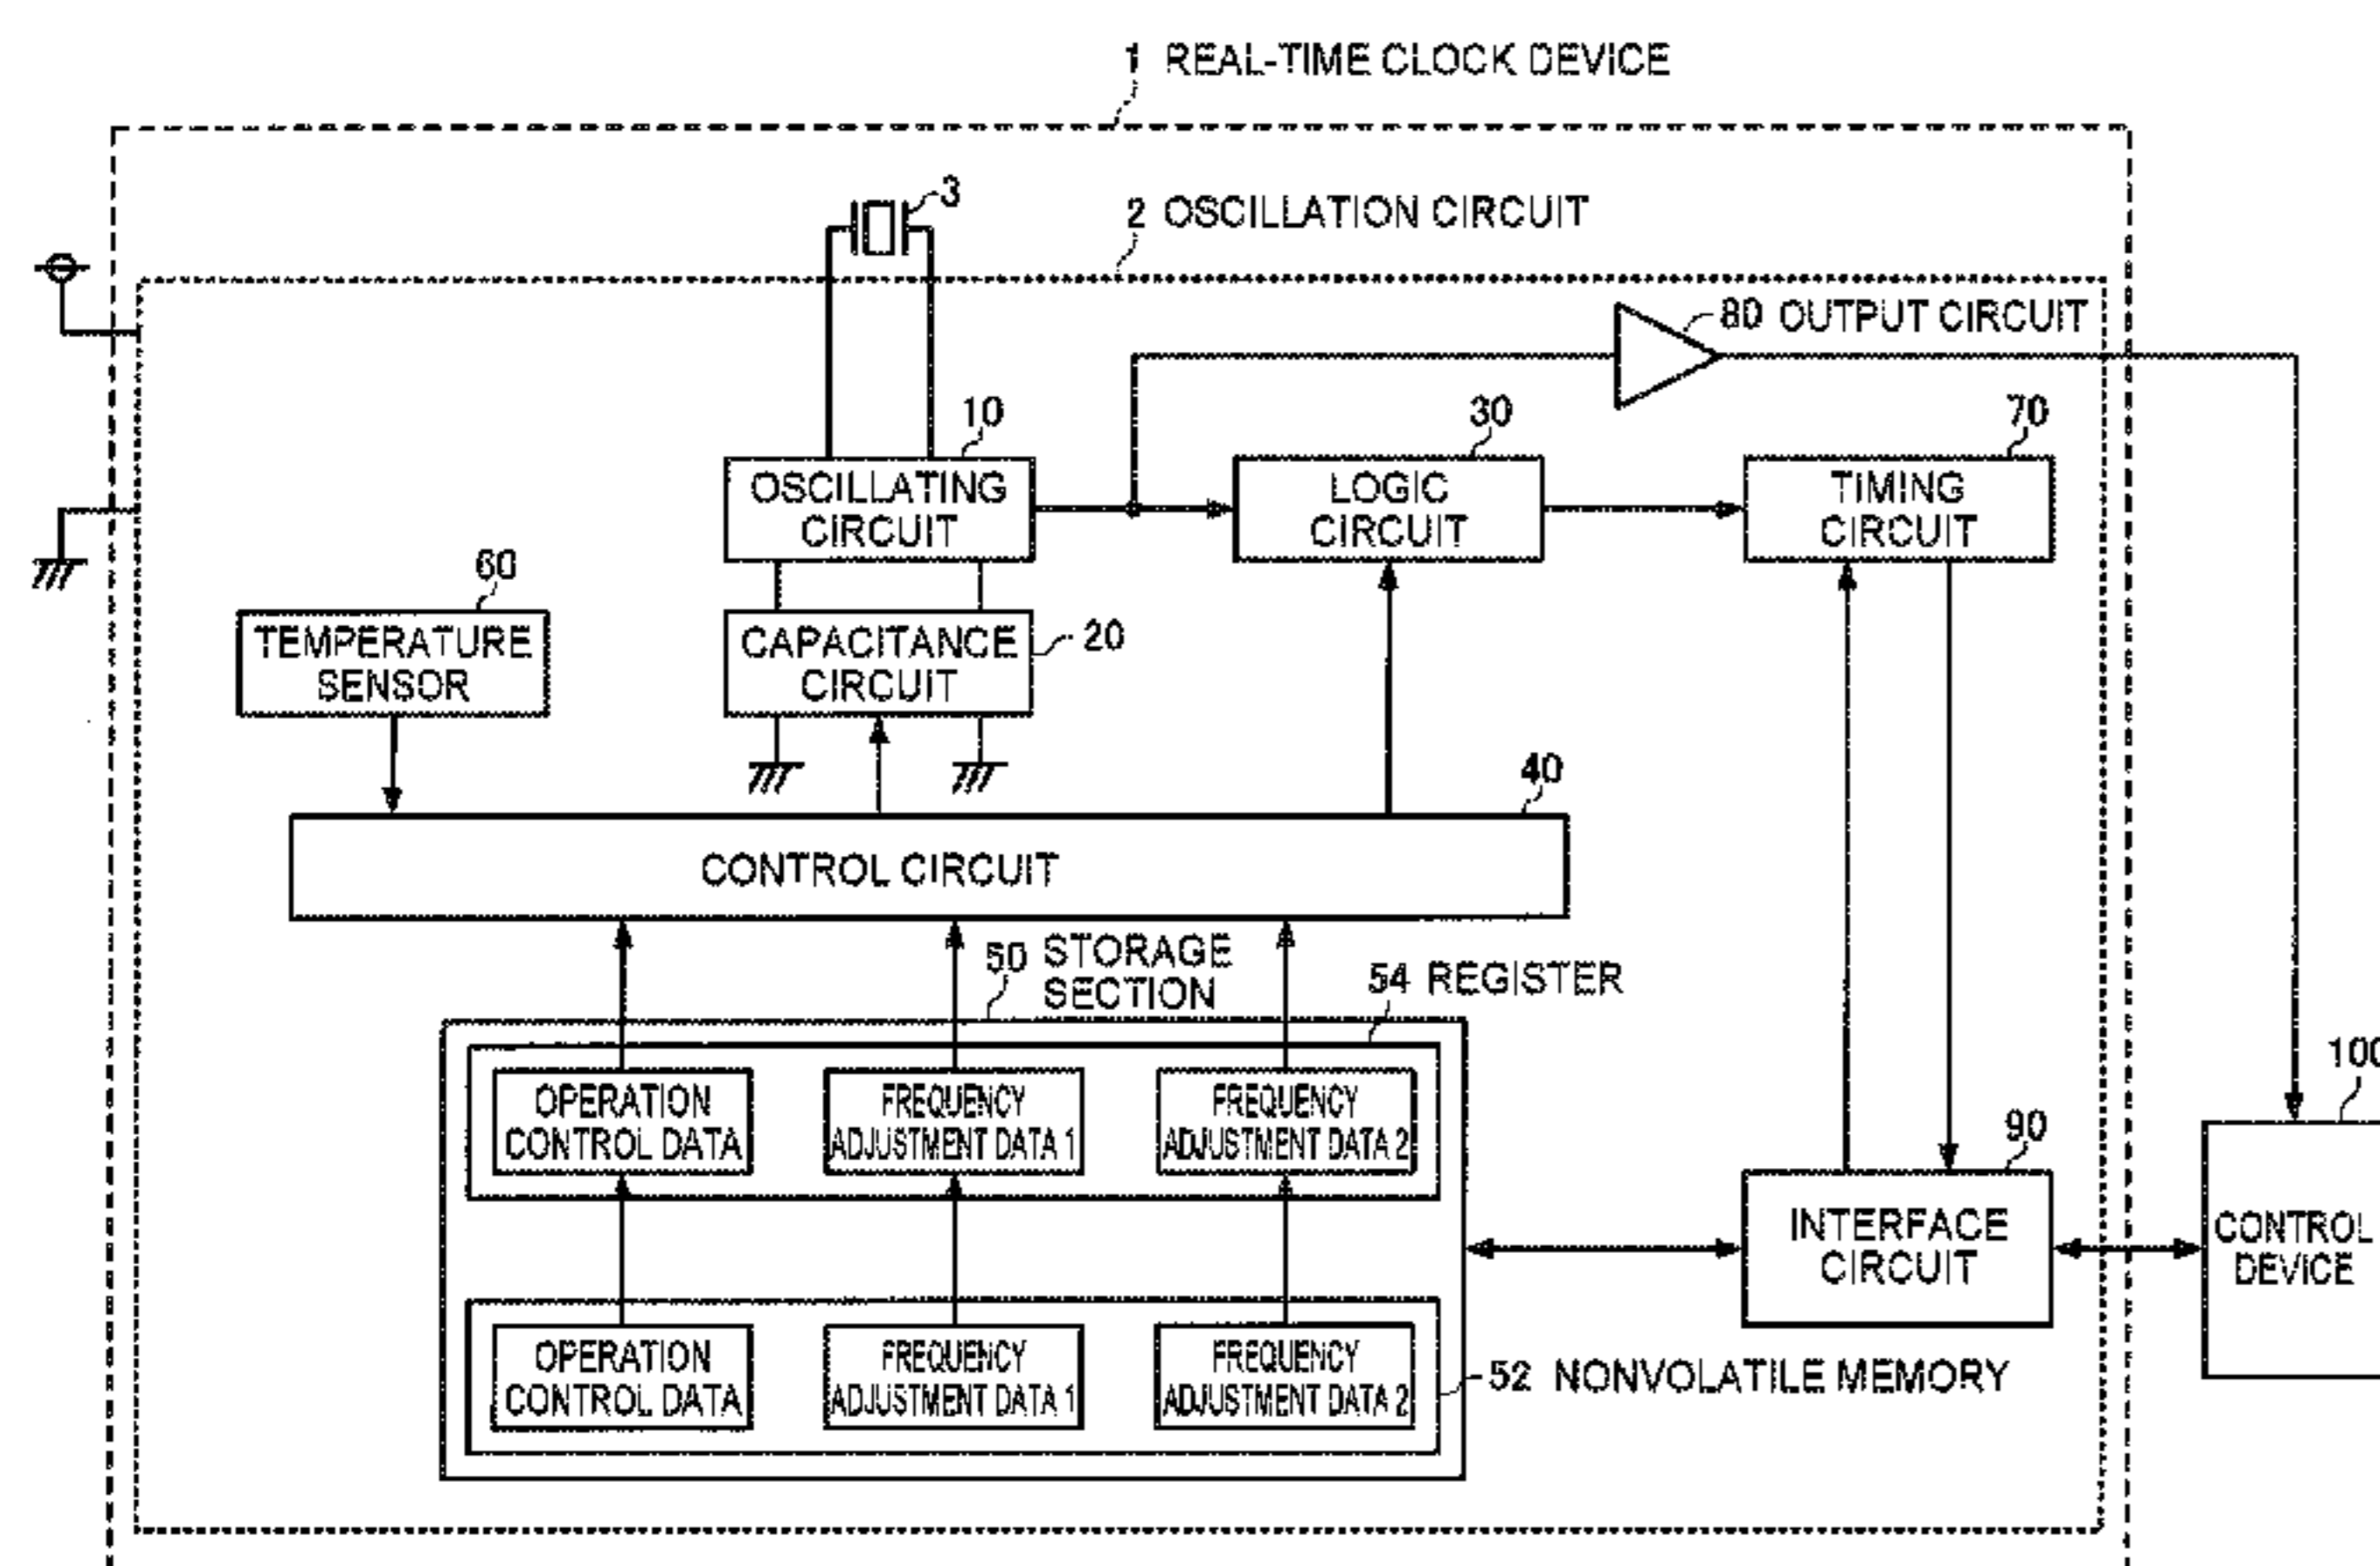 1 REAL-TIME CLOCK DEVICE
3
2 OSCILLATION CIRCUIT
80 OUTPUT CIRCUIT
10
30
70
OSCILLATING
CIRCUIT
LOGIC
CIRCUIT
TIMING
CIRCUIT
60
TEMPERATURE
SENSOR
CAPACITANCE
CIRCUIT
20
40
CONTROL CIRCUIT
50 STORAGE
SECTION
54 REGISTER
OPERATION
CONTROL DATA
FREQUENCY
ADJUSTMENT DATA 1
FREQUENCY
ADJUSTMENT DATA 2
100
90
INTERFACE
CIRCUIT
CONTROL
DEVICE
OPERATION
CONTROL DATA
FREQUENCY
ADJUSTMENT DATA 1
FREQUENCY
ADJUSTMENT DATA 2
52 NONVOLATILE MEMORY